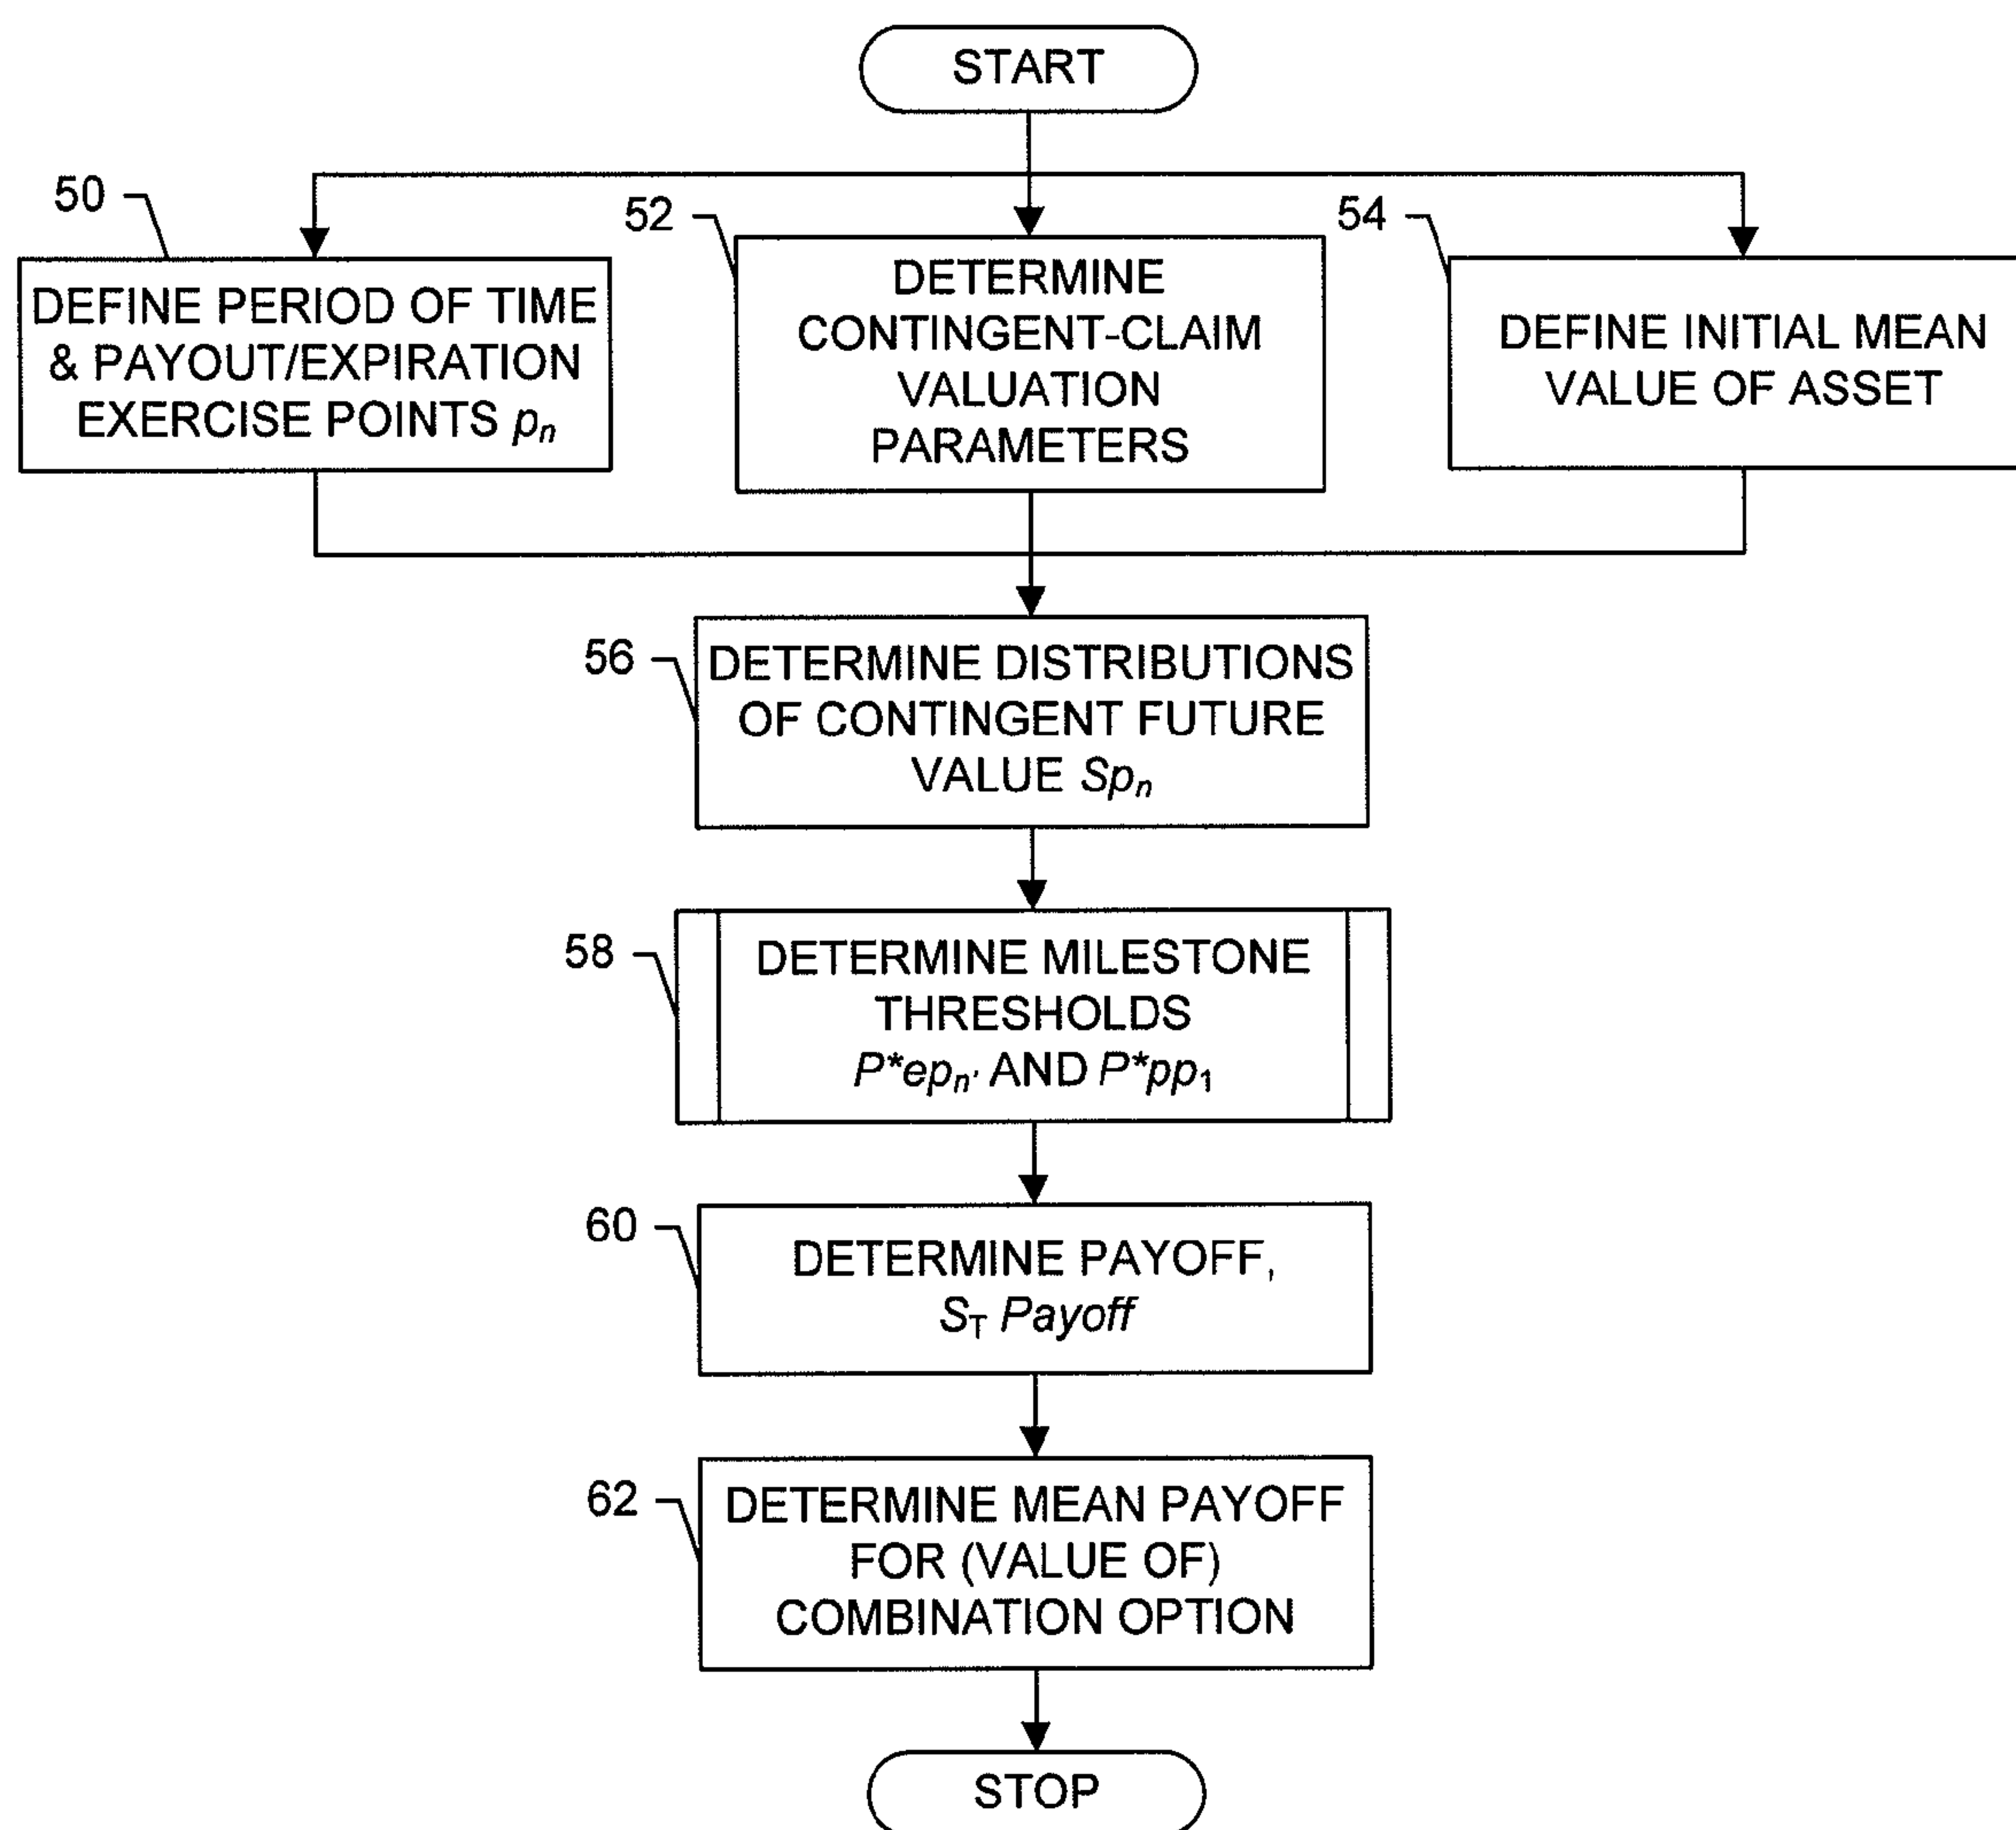 START
50
DEFINE PERIOD OF TIME
& PAYOUT/EXPIRATION
EXERCISE POINTS pn
52
DETERMINE
CONTINGENT-CLAIM
VALUATION
PARAMETERS
54
DEFINE INITIAL MEAN
VALUE OF ASSET
56
DETERMINE DISTRIBUTIONS
OF CONTINGENT FUTURE
VALUE Spn
58
DETERMINE MILESTONE
THRESHOLDS
P*epn' AND P*pp1
60
DETERMINE PAYOFF,
ST Payoff
62
DETERMINE MEAN PAYOFF
FOR (VALUE OF)
COMBINATION OPTION
STOP